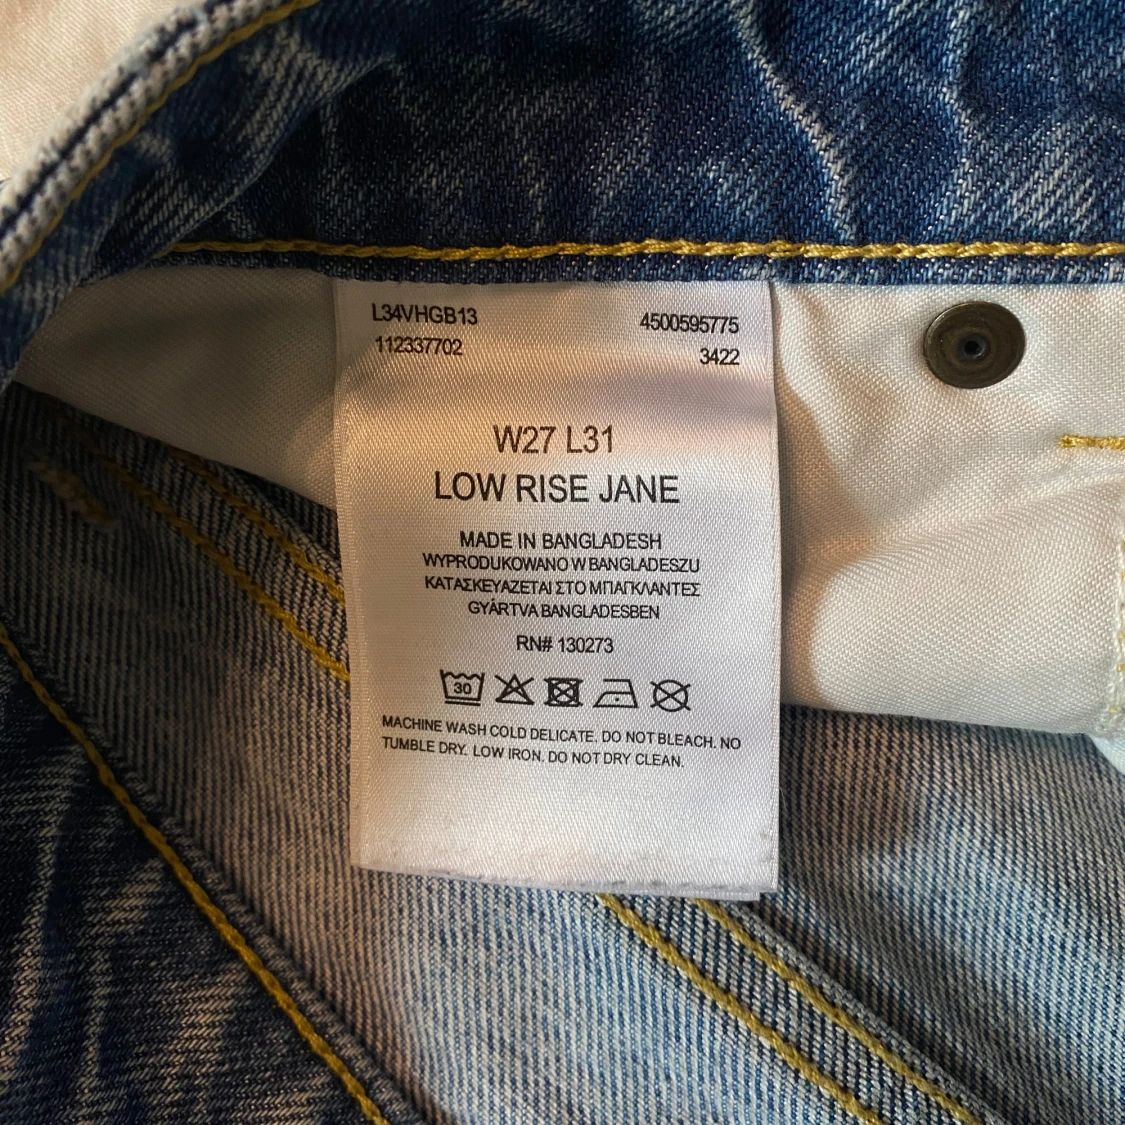 L34VHGB13 4500595775
112337702 3422
W27 L31
LOW RISE JANE
MADE IN BANGLADESH
WYPRODUKOWANO W BANGLADESZU
ΚΑΤΑΣΚΕΥΑΖΕΤΑΙ ΣΤΟ ΜΠΑΓΚΛΑΝΤΕΣ
GYÁRTVA BANGLADESBEN
RN# 130273
30
MACHINE WASH COLD DELICATE. DO NOT BLEACH. NO
TUMBLE DRY. LOW IRON. DO NOT DRY CLEAN.